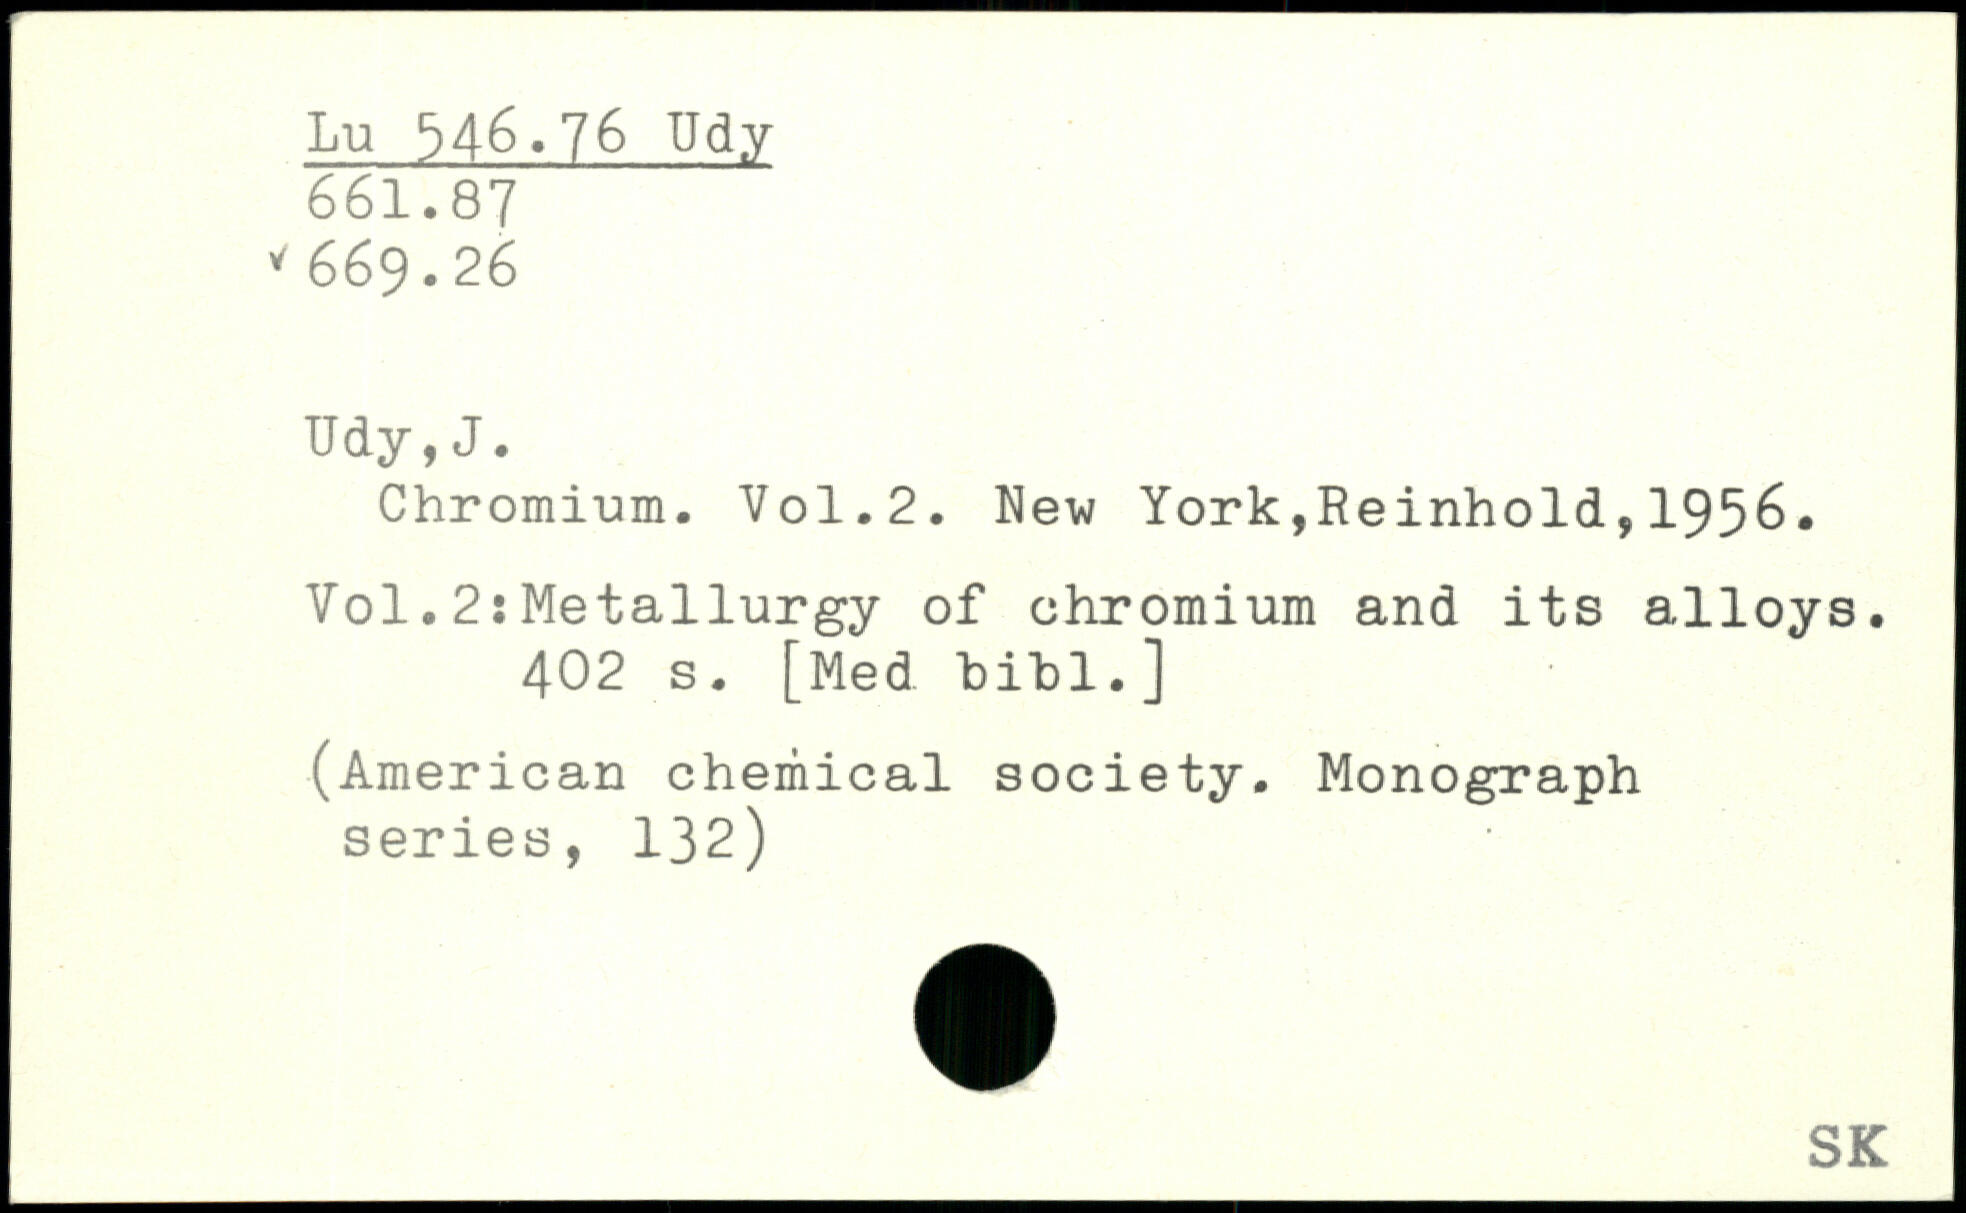 Lu 546.76 Udy
661.87
✓ 669.26
Udy,J.
Chromium. Vol.2. New York,Reinhold,1956.
Vol.2:Metallurgy of chromium and its alloys.
402 s. [Med bibl.]
(American chemical society. Monograph
series, 132)
SK